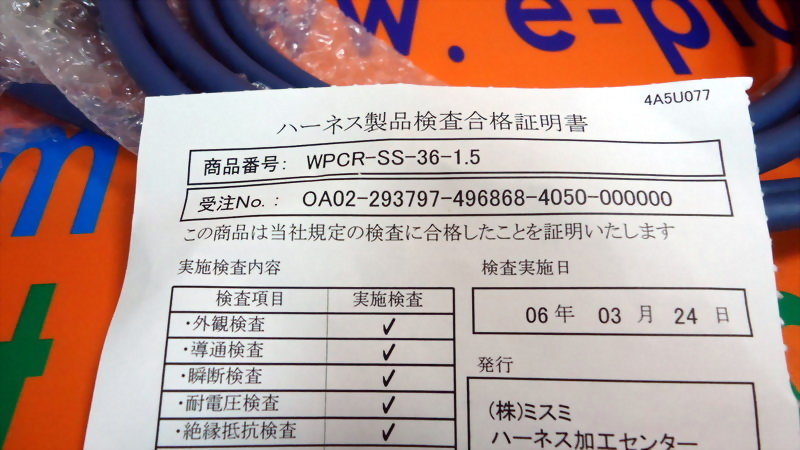 w.e-pl
m
t
4A5U077
ハーネス製品検査合格証明書
商品番号: WPCR-SS-36-1.5
受注No.: OA02-293797-496868-4050-000000
この商品は当社規定の検査に合格したことを証明いたします
実施検査内容
検査項目 実施検査
・外観検査 ✓
・導通検査 ✓
・瞬断検査 ✓
・耐電圧検査 ✓
・絶縁抵抗検査 ✓
検査実施日
06年 03月 24日
発行
(株)ミスミ
ハーネス加工センター